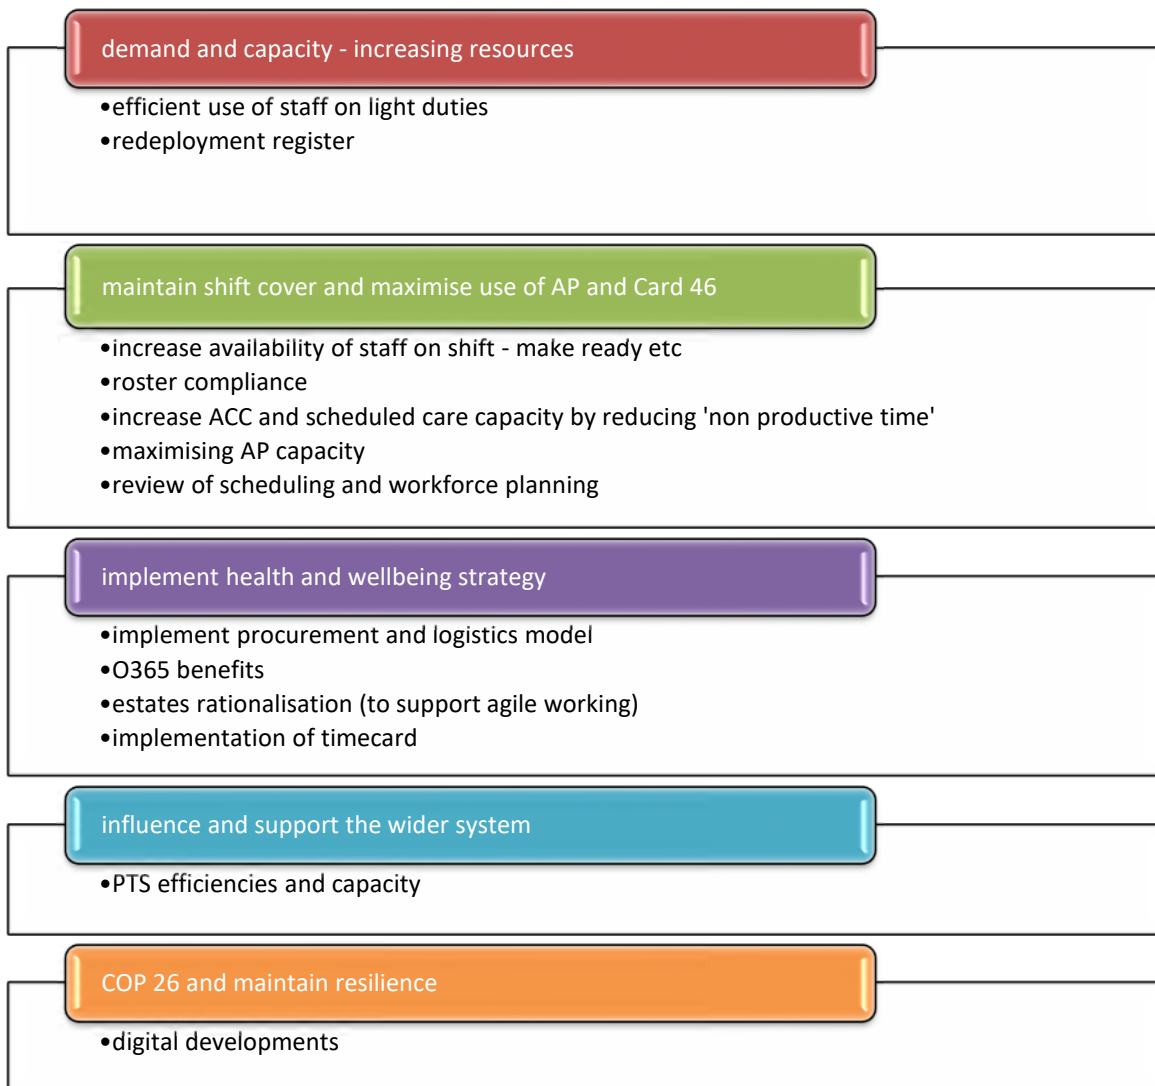 demand and capacity - increasing resources
•efficient use of staff on light duties
•redeployment register
maintain shift cover and maximise use of AP and Card 46
•increase availability of staff on shift - make ready etc
•roster compliance
•increase ACC and scheduled care capacity by reducing 'non productive time'
•maximising AP capacity
•review of scheduling and workforce planning
implement health and wellbeing strategy
•implement procurement and logistics model
•O365 benefits
•estates rationalisation (to support agile working)
•implementation of timecard
influence and support the wider system
•PTS efficiencies and capacity
COP 26 and maintain resilience
•digital developments